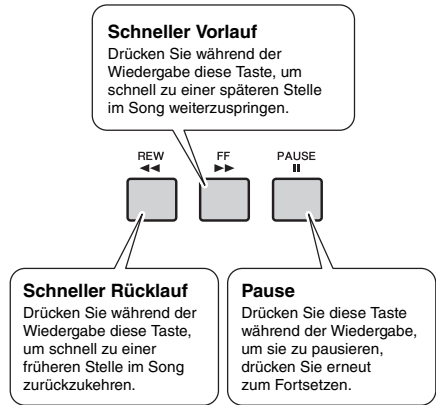 Schneller Vorlauf
Drücken Sie während der
Wiedergabe diese Taste, um
schnell zu einer späteren Stelle
im Song weiterzuspringen.
REW
FF
PAUSE
Schneller Rücklauf
Drücken Sie während der
Wiedergabe diese Taste,
um schnell zu einer
früheren Stelle im Song
zurückzukehren.
Pause
Drücken Sie diese Taste
während der Wiedergabe,
um sie zu pausieren,
drücken Sie erneut
zum Fortsetzen.